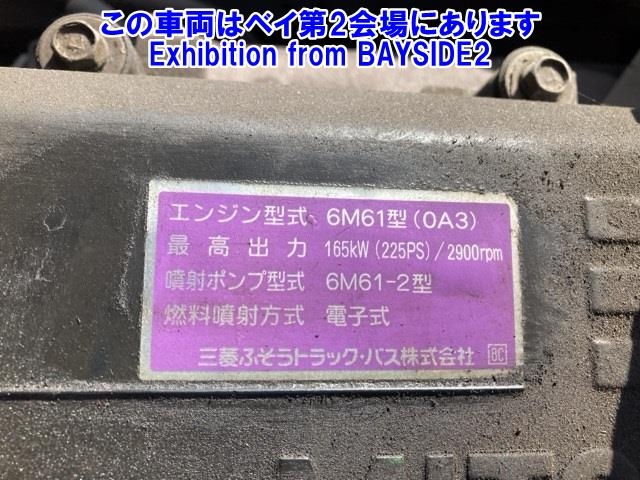 この車両はベイ第2会場にあります
Exhibition from BAYSIDE2
エンジン型式 6M61型(0A3)
最高出力 165kW(225PS)/2900rpm
噴射ポンプ型式 6M61-2型
燃料噴射方式 電子式
三菱ふそうトラック・バス株式会社 BC